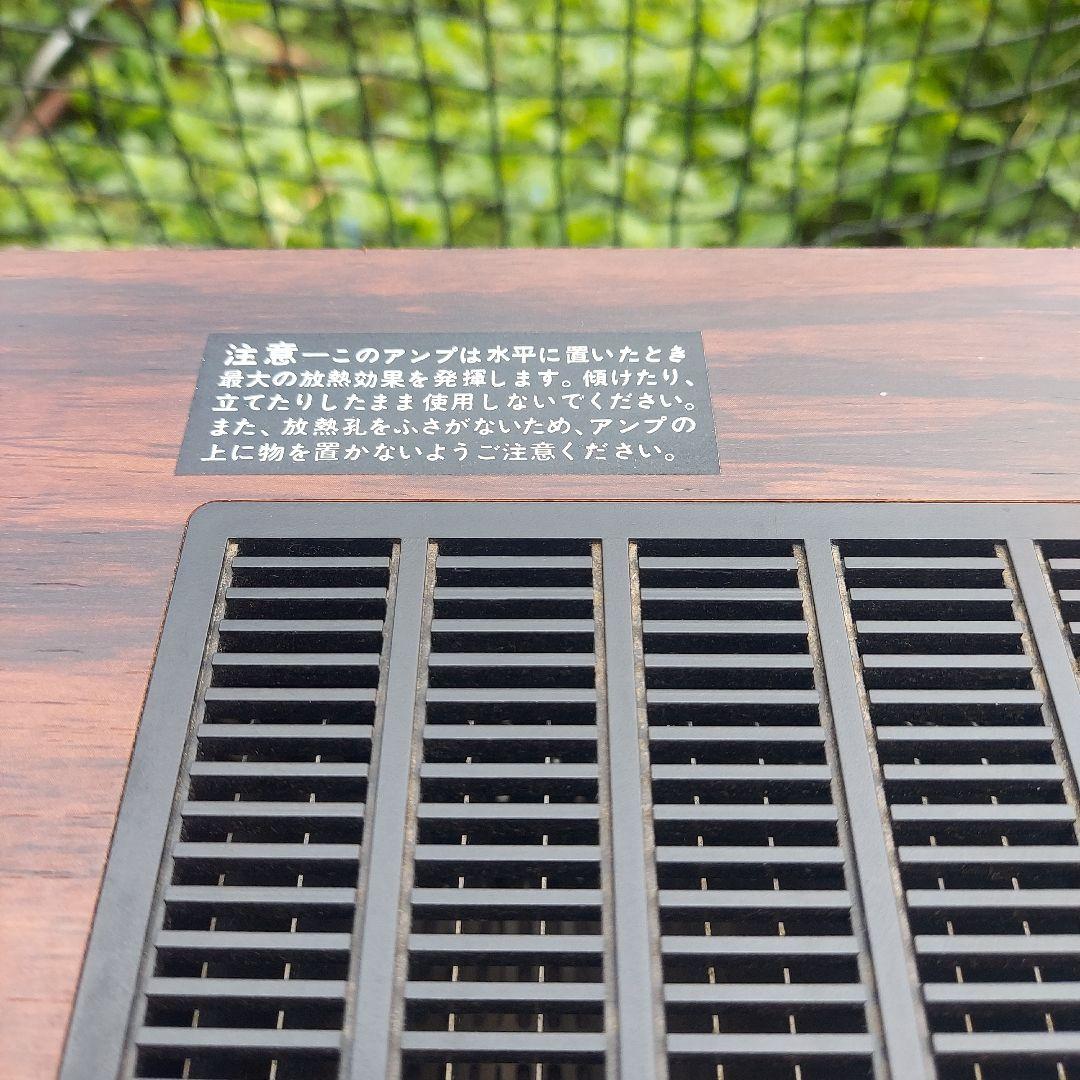 注意ーこのアンプは水平に置いたとき
最大の放熱効果を発揮します。傾けたり、
立てたりしたまま使用しないでください。
また、放熱孔をふさがないため、アンプの
上に物を置かないようご注意ください。